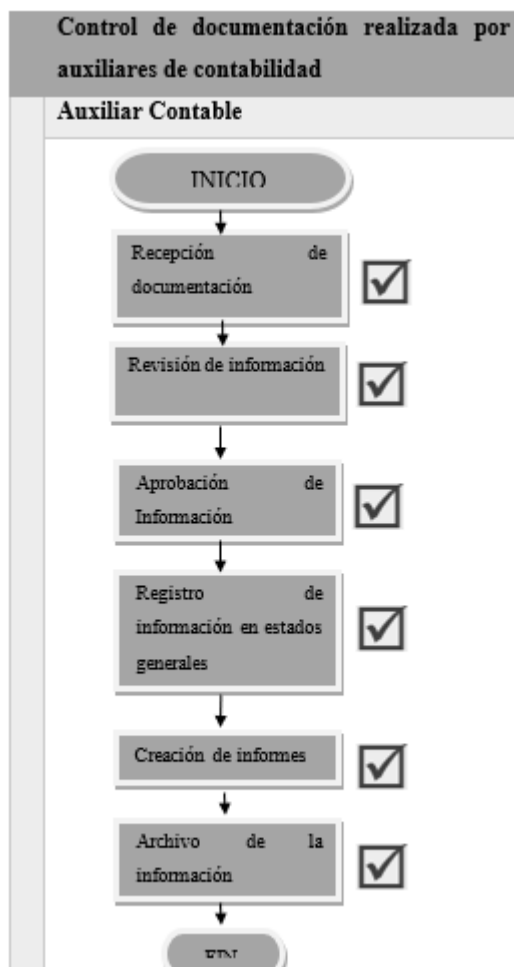 Control de documentación realizada por
auxiliares de contabilidad
Auxiliar Contable
INICIO
Recepción de
documentación
Revisión de información
Aprobación de
Información
Registro de
información en estados
generales
Creación de informes
Archivo de la
información
FIN